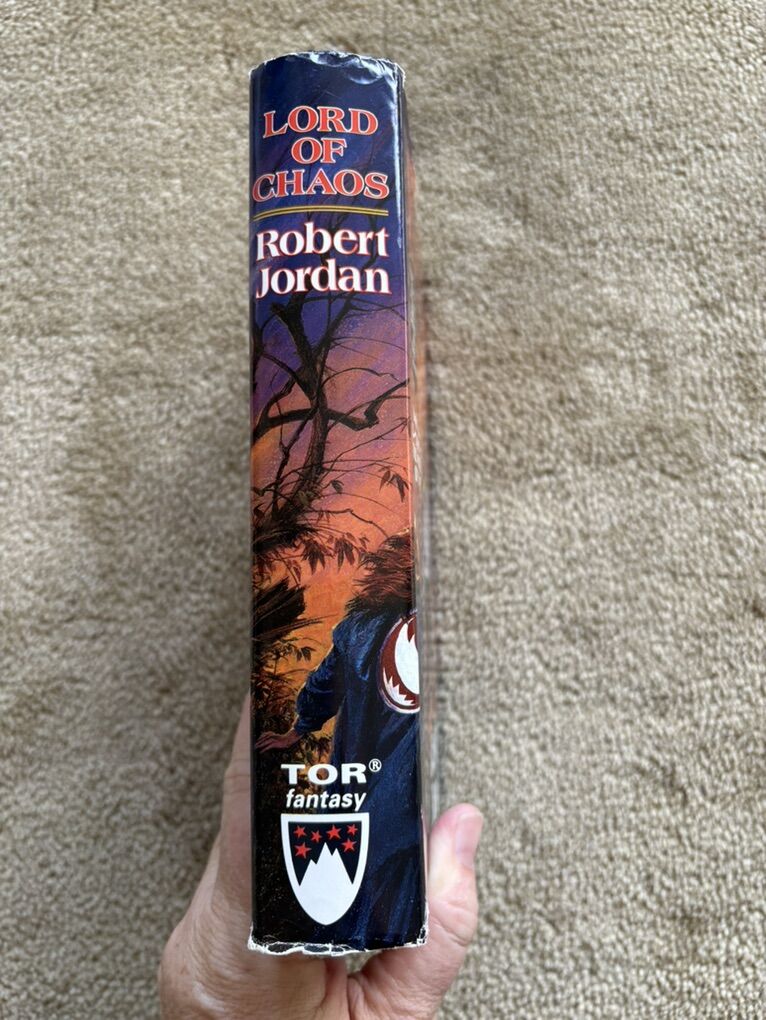 LORD
OF
CHAOS
Robert
Jordan
TOR®
fantasy